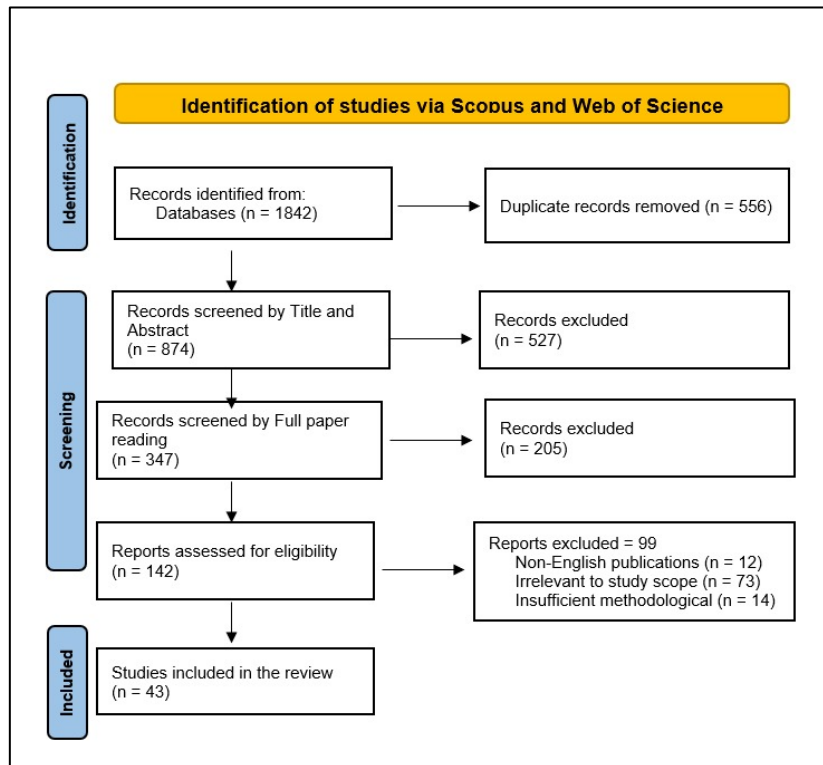 Identification of studies via Scopus and Web of Science
Identification
Records identified from:
Databases (n = 1842)
Duplicate records removed (n = 556)
Screening
Records screened by Title and
Abstract
(n = 874)
Records excluded
(n = 527)
Records screened by Full paper
reading
(n = 347)
Records excluded
(n = 205)
Reports assessed for eligibility
(n = 142)
Reports excluded = 99
Non-English publications (n = 12)
Irrelevant to study scope (n = 73)
Insufficient methodological (n = 14)
Included
Studies included in the review
(n = 43)